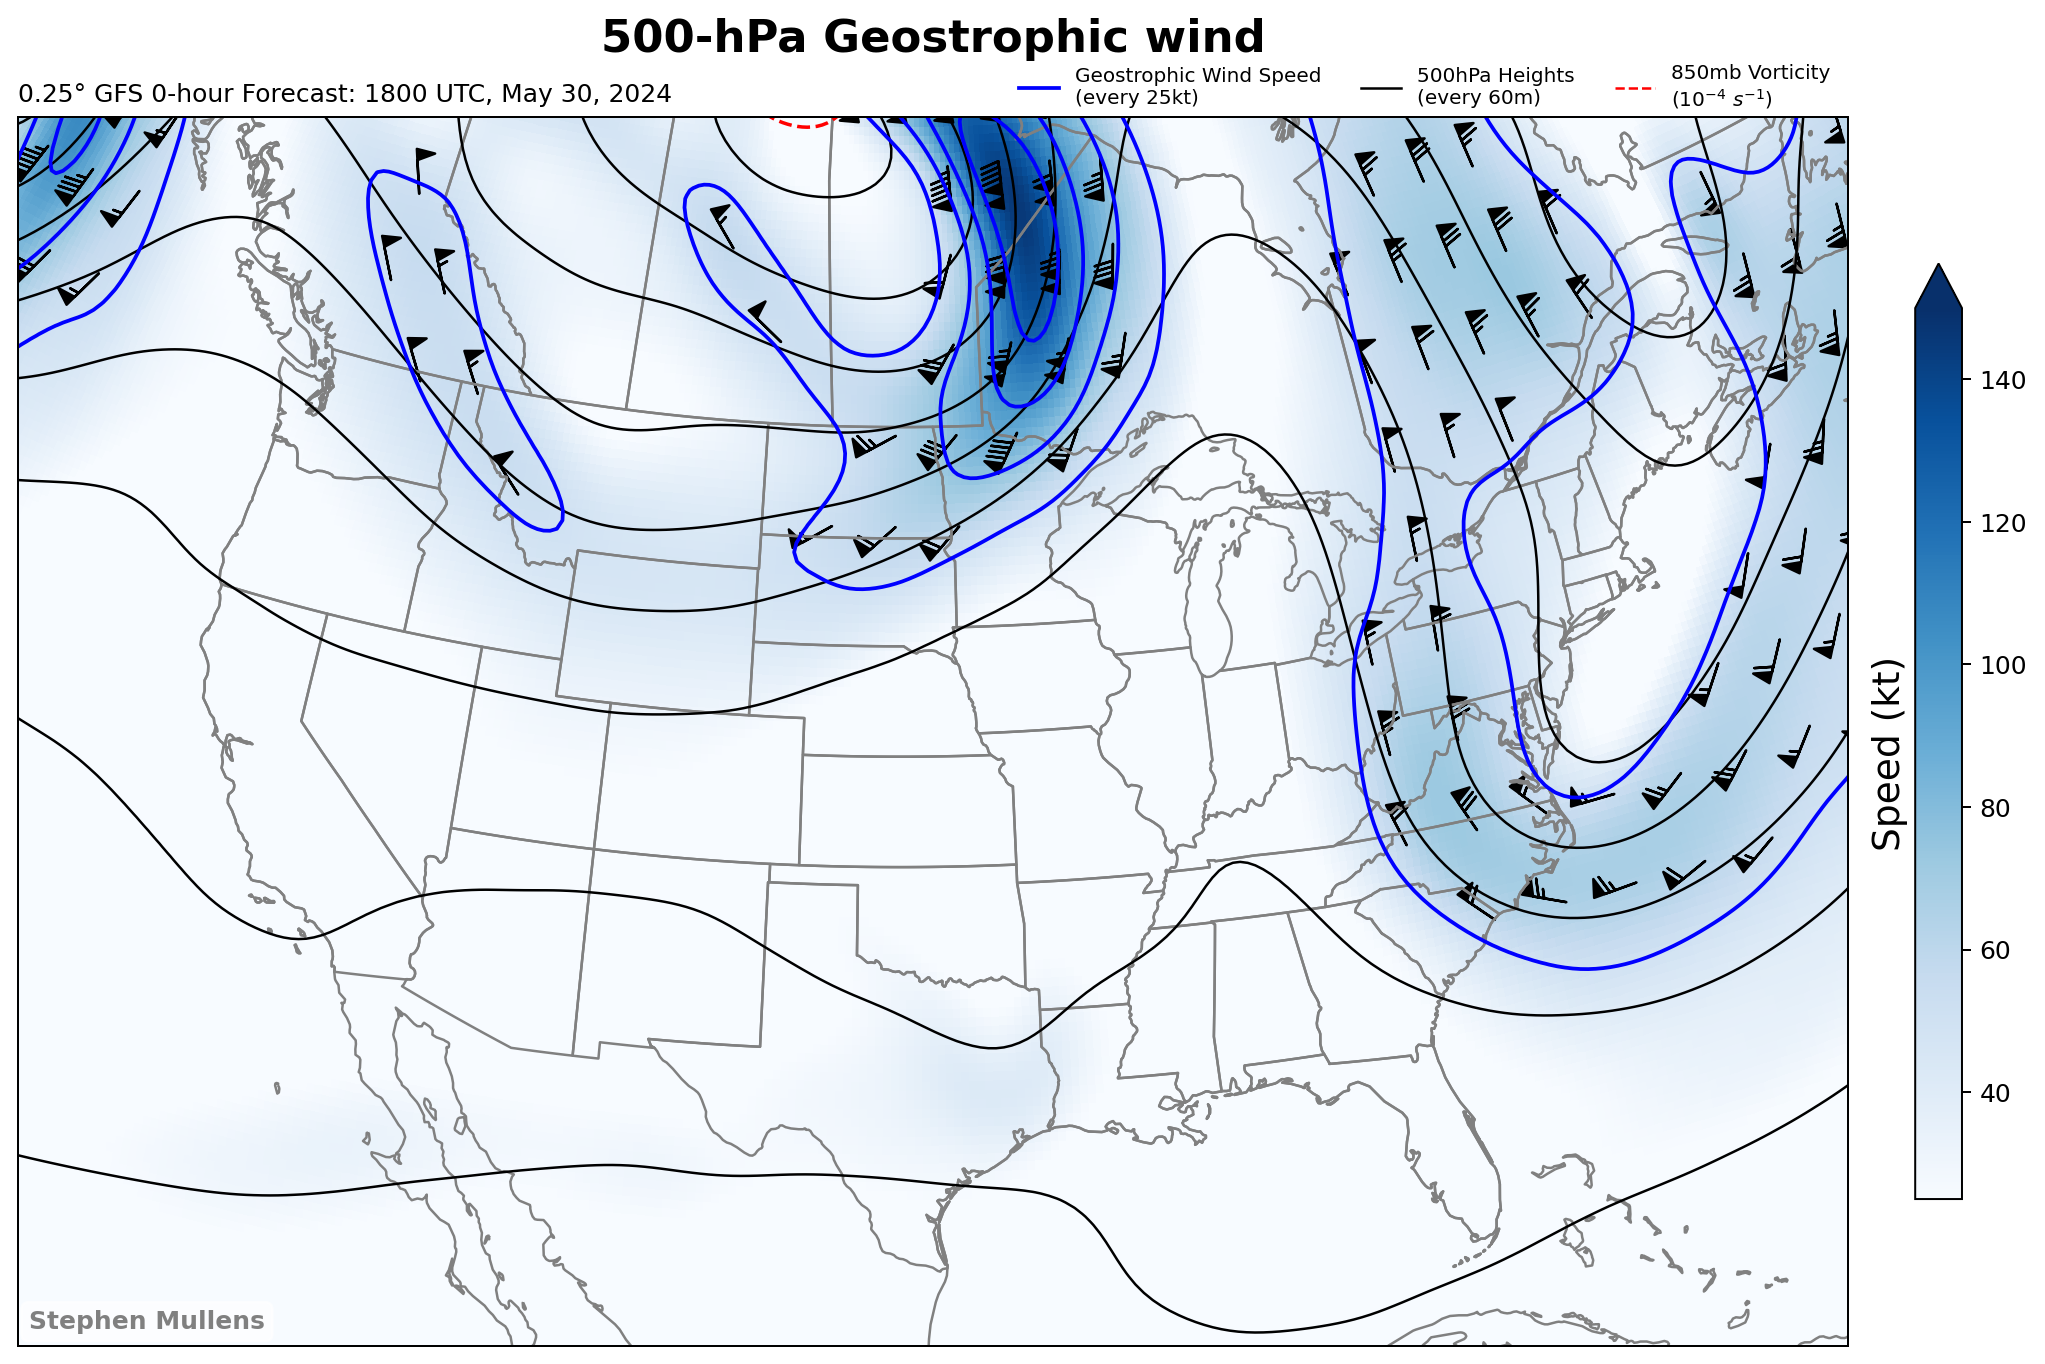 500-hPa Geostrophic wind
0.25° GFS 0-hour Forecast: 1800 UTC, May 30, 2024
Geostrophic Wind Speed
(every 25kt)
500hPa Heights
(every 60m)
850mb Vorticity
(10⁻⁴ s⁻¹)
140
120
100
80
60
40
Speed (kt)
Stephen Mullens